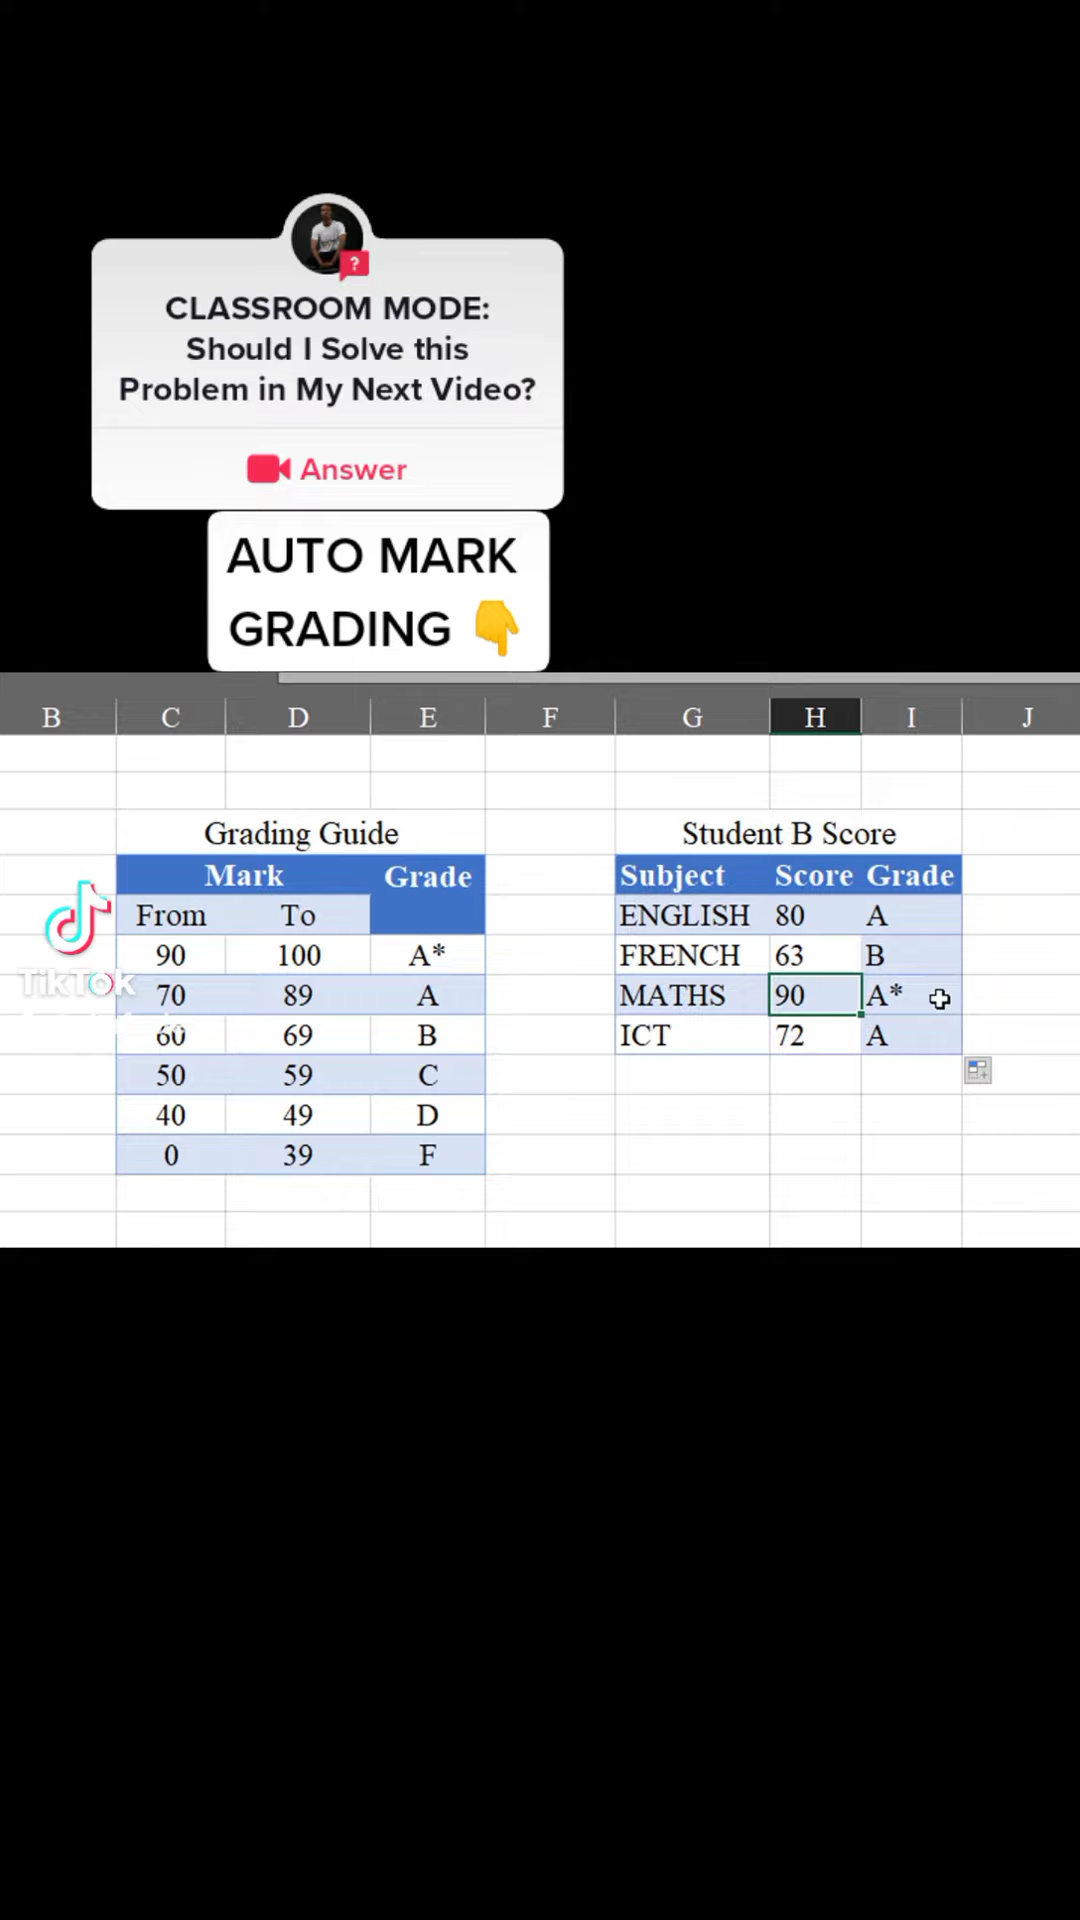 CLASSROOM MODE:
Should I Solve this
Problem in My Next Video?
?
Answer
AUTO MARK
GRADING 👇
B C D E F G H I J
Grading Guide Student B Score
Mark Grade Subject Score Grade
From To ENGLISH 80 A
90 100 A* FRENCH 63 B
70 89 A MATHS 90 A*
60 69 B ICT 72 A
50 59 C
40 49 D
0 39 F
TikTok